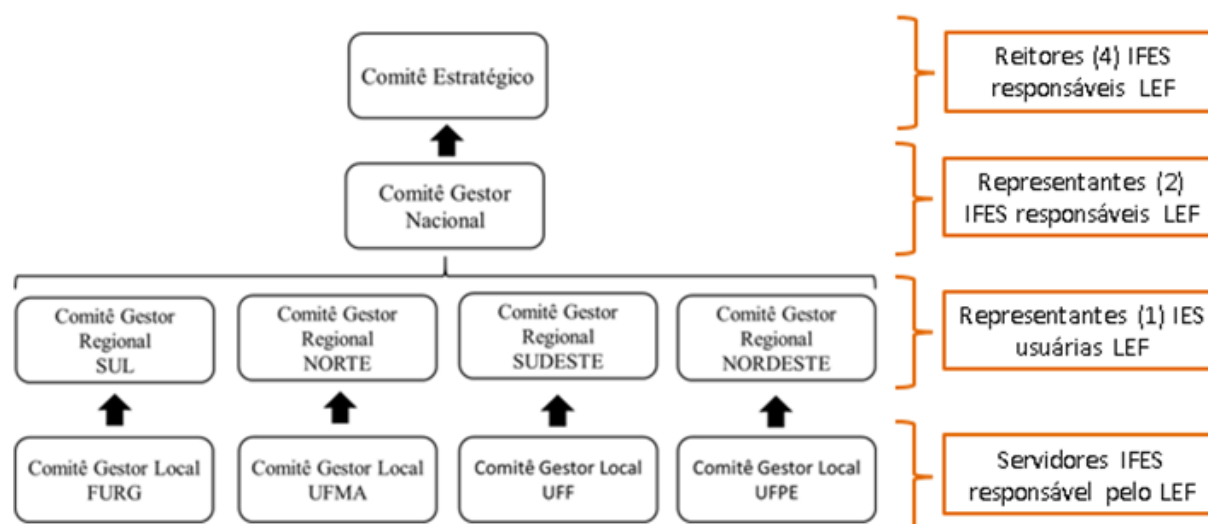 Comitê Estratégico
Reitores (4) IFES
responsáveis LEF
Comitê Gestor
Nacional
Representantes (2)
IFES responsáveis LEF
Comitê Gestor
Regional
SUL
Comitê Gestor
Regional
NORTE
Comitê Gestor
Regional
SUDESTE
Comitê Gestor
Regional
NORDESTE
Representantes (1) IES
usuárias LEF
Comitê Gestor Local
FURG
Comitê Gestor Local
UFMA
Comitê Gestor Local
UFF
Comitê Gestor Local
UFPE
Servidores IFES
responsável pelo LEF